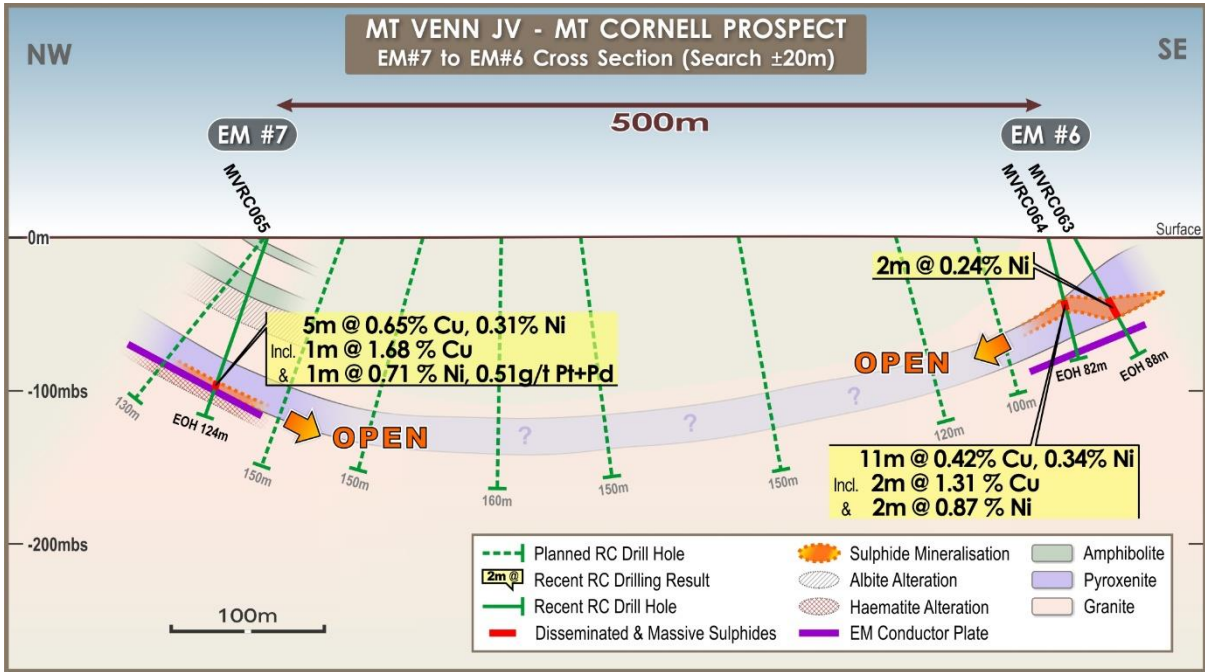 MT VENN JV - MT CORNELL PROSPECT
EM#7 to EM#6 Cross Section (Search ±20m)
NW
SE
500m
EM #7
EM #6
MVRC065
MVRC064
MVRC063
0m
Surface
2m @ 0.24% Ni
5m @ 0.65% Cu, 0.31% Ni
Incl. 1m @ 1.68 % Cu
& 1m @ 0.71 % Ni, 0.51g/t Pt+Pd
OPEN
EOH 82m
EOH 88m
-100mbs
130m
EOH 124m
OPEN
?
?
?
100m
120m
150m
150m
160m
150m
150m
11m @ 0.42% Cu, 0.34% Ni
Incl. 2m @ 1.31 % Cu
& 2m @ 0.87 % Ni
-200mbs
100m
Planned RC Drill Hole
2m @ Recent RC Drilling Result
Recent RC Drill Hole
Disseminated & Massive Sulphides
Sulphide Mineralisation
Albite Alteration
Haematite Alteration
EM Conductor Plate
Amphibolite
Pyroxenite
Granite